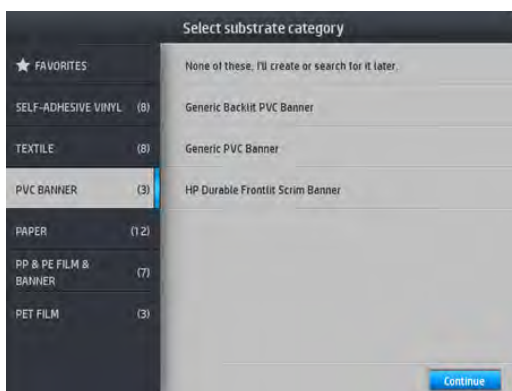 Select substrate category
FAVORITES
SELF-ADHESIVE VINYL (8)
TEXTILE (8)
PVC BANNER (3)
PAPER (12)
PP & PE FILM &
BANNER (7)
PET FILM (3)
None of these, I'll create or search for it later.
Generic Backlit PVC Banner
Generic PVC Banner
HP Durable Frontlit Scrim Banner
Continue